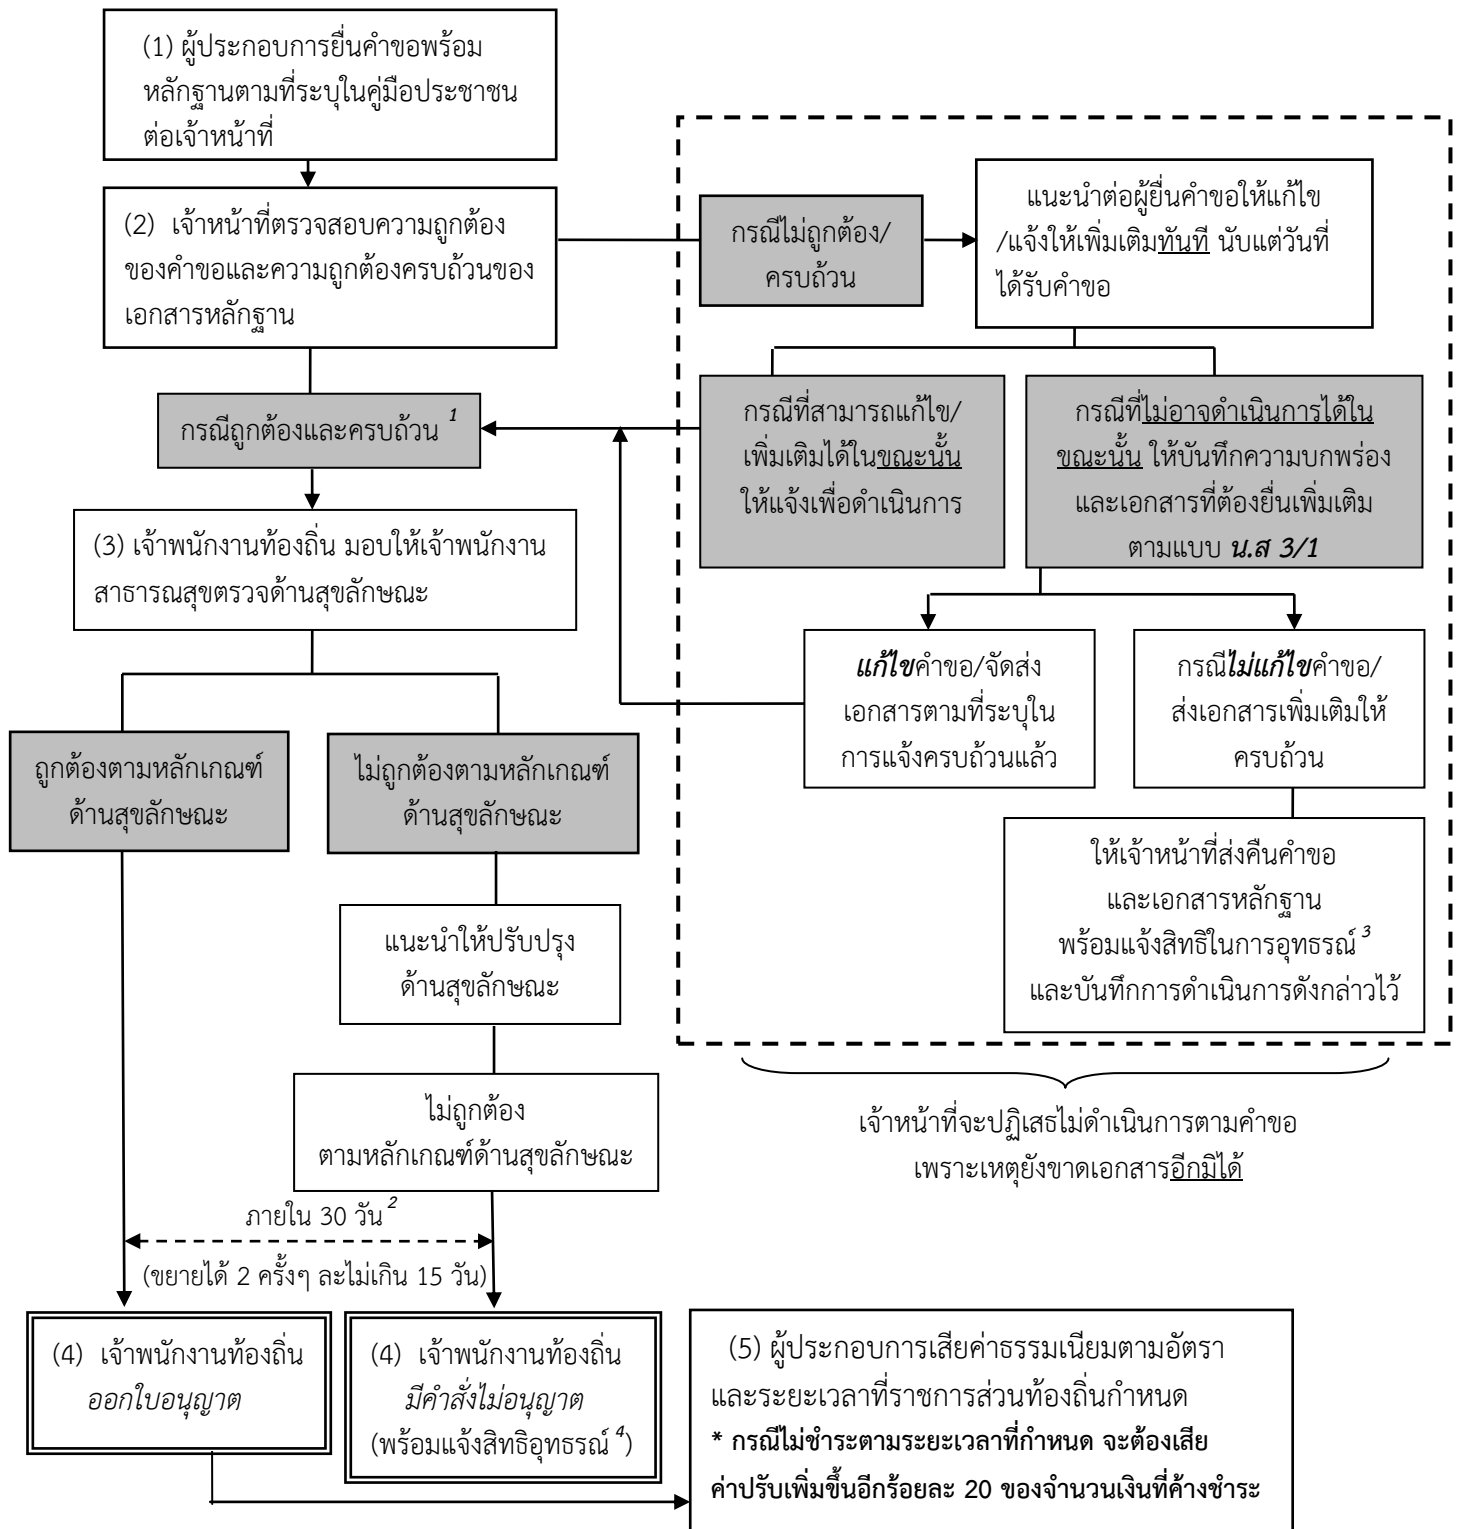 (1) ผู้ประกอบการยื่นคำขอพร้อม
หลักฐานตามที่ระบุในคู่มือประชาชน
ต่อเจ้าหน้าที่
(2) เจ้าหน้าที่ตรวจสอบความถูกต้อง
ของคำขอและความถูกต้องครบถ้วนของ
เอกสารหลักฐาน
กรณีไม่ถูกต้อง/
ครบถ้วน
แนะนำต่อผู้ยื่นคำขอให้แก้ไข
/แจ้งให้เพิ่มเติมทันที นับแต่วันที่
ได้รับคำขอ
กรณีถูกต้องและครบถ้วน 1
กรณีที่สามารถแก้ไข/
เพิ่มเติมได้ในขณะนั้น
ให้แจ้งเพื่อดำเนินการ
กรณีที่ไม่อาจดำเนินการได้ใน
ขณะนั้น ให้บันทึกความบกพร่อง
และเอกสารที่ต้องยื่นเพิ่มเติม
ตามแบบ น.ส 3/1
(3) เจ้าพนักงานท้องถิ่น มอบให้เจ้าพนักงาน
สาธารณสุขตรวจด้านสุขลักษณะ
แก้ไขคำขอ/จัดส่ง
เอกสารตามที่ระบุใน
การแจ้งครบถ้วนแล้ว
กรณีไม่แก้ไขคำขอ/
ส่งเอกสารเพิ่มเติมให้
ครบถ้วน
ถูกต้องตามหลักเกณฑ์
ด้านสุขลักษณะ
ไม่ถูกต้องตามหลักเกณฑ์
ด้านสุขลักษณะ
ให้เจ้าหน้าที่ส่งคืนคำขอ
และเอกสารหลักฐาน
พร้อมแจ้งสิทธิในการอุทธรณ์ 3
และบันทึกการดำเนินการดังกล่าวไว้
แนะนำให้ปรับปรุง
ด้านสุขลักษณะ
ไม่ถูกต้อง
ตามหลักเกณฑ์ด้านสุขลักษณะ
เจ้าหน้าที่จะปฏิเสธไม่ดำเนินการตามคำขอ
เพราะเหตุยังขาดเอกสารอีกมิได้
ภายใน 30 วัน 2
(ขยายได้ 2 ครั้งๆ ละไม่เกิน 15 วัน)
(4) เจ้าพนักงานท้องถิ่น
ออกใบอนุญาต
(4) เจ้าพนักงานท้องถิ่น
มีคำสั่งไม่อนุญาต
(พร้อมแจ้งสิทธิอุทธรณ์ 4)
(5) ผู้ประกอบการเสียค่าธรรมเนียมตามอัตรา
และระยะเวลาที่ราชการส่วนท้องถิ่นกำหนด
* กรณีไม่ชำระตามระยะเวลาที่กำหนด จะต้องเสีย
ค่าปรับเพิ่มขึ้นอีกร้อยละ 20 ของจำนวนเงินที่ค้างชำระ